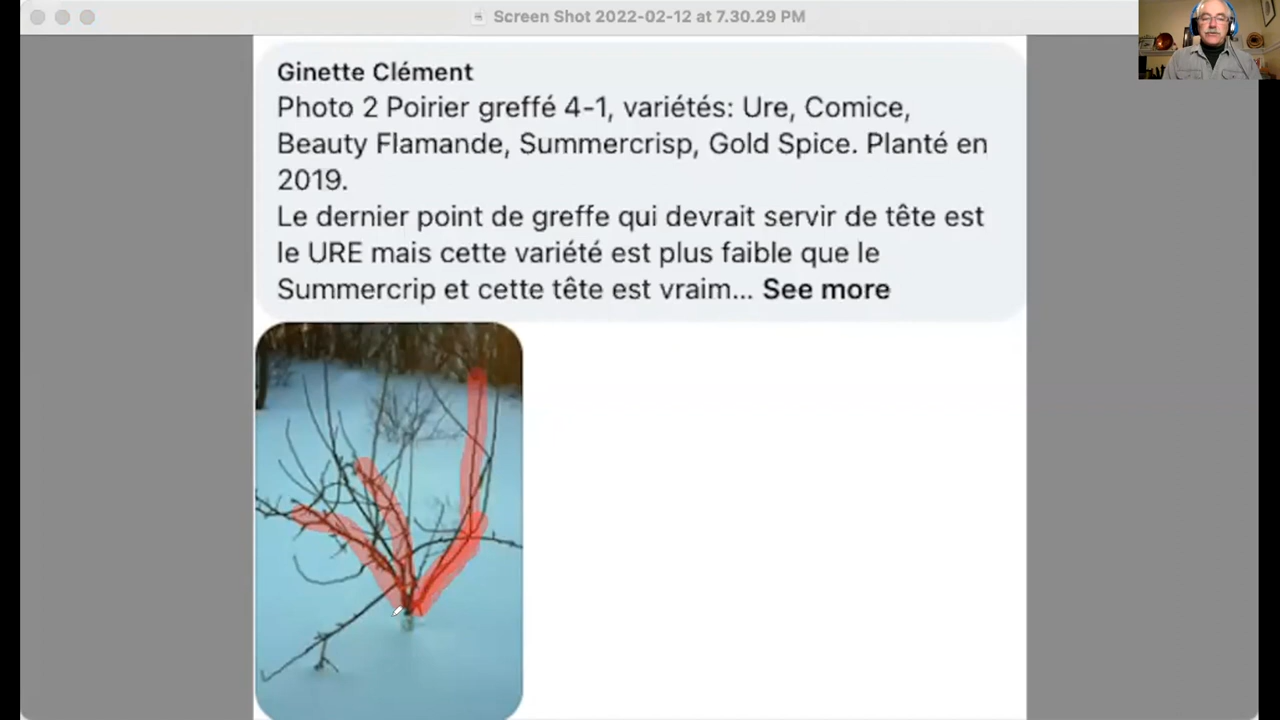 Screen Shot 2022-02-12 at 7.30.29 PM
Ginette Clément
Photo 2 Poirier greffé 4-1, variétés: Ure, Comice,
Beauty Flamande, Summercrisp, Gold Spice. Planté en
2019.
Le dernier point de greffe qui devrait servir de tête est
le URE mais cette variété est plus faible que le
Summercrip et cette tête est vraim... See more